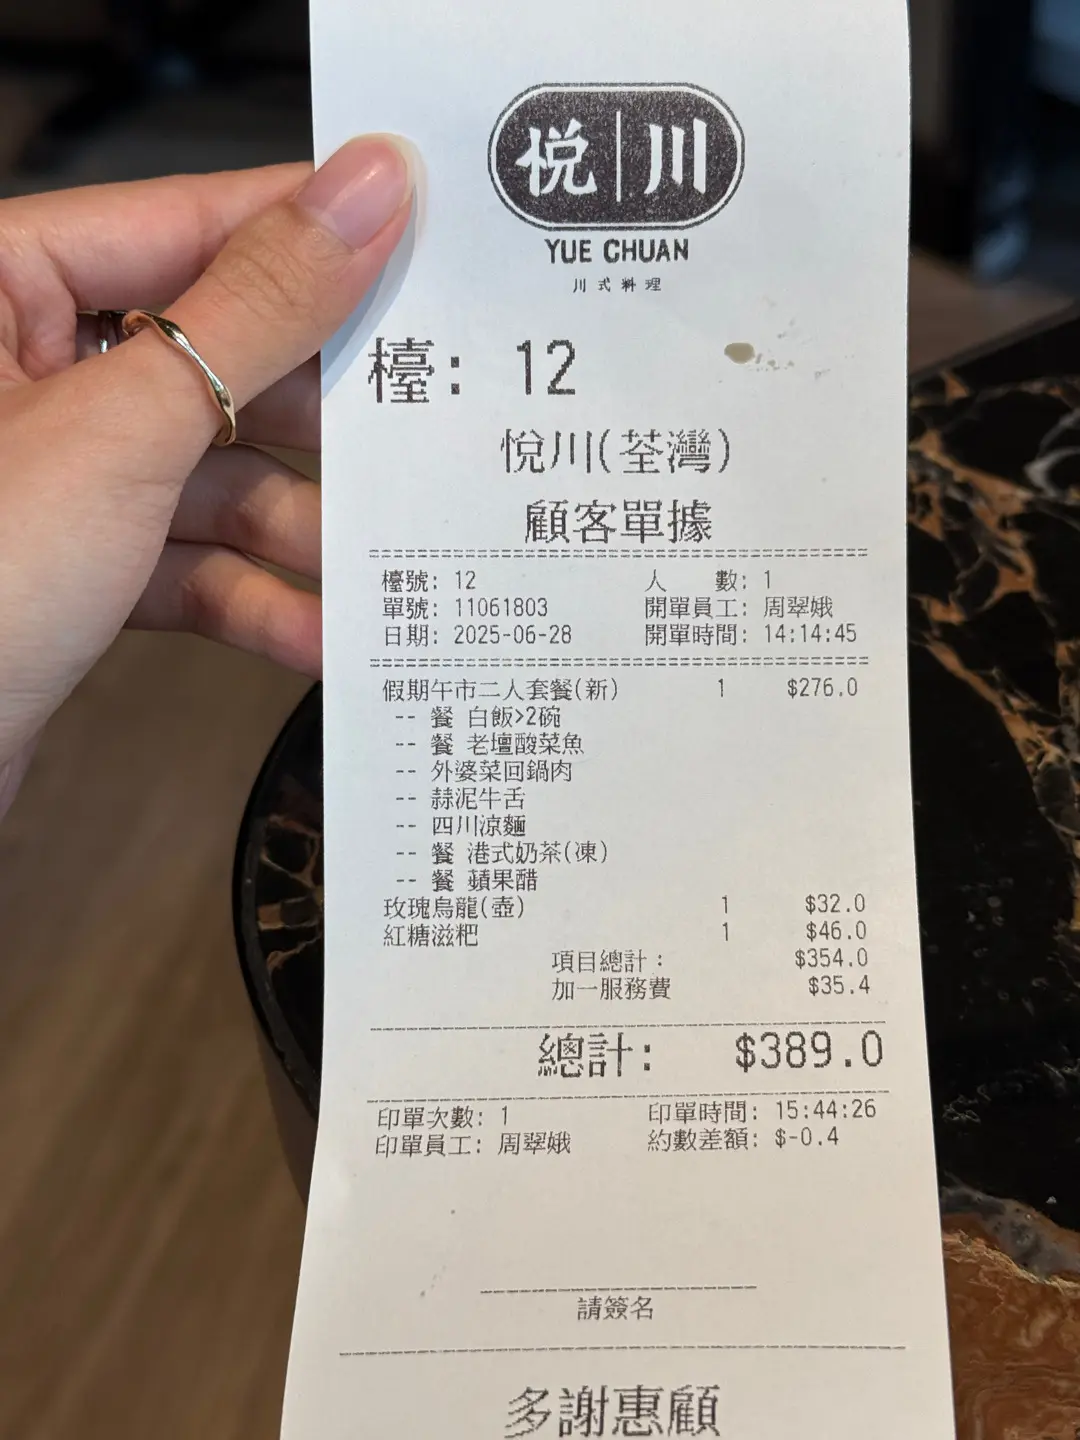 悦川
YUE CHUAN
川式料理
檯: 12
悅川(荃灣)
顧客單據
檯號: 12 人 數: 1
單號: 11061803 開單員工: 周翠娥
日期: 2025-06-28 開單時間: 14:14:45
假期午市二人套餐(新) 1 $276.0
-- 餐 白飯>2碗
-- 餐 老壇酸菜魚
-- 外婆菜回鍋肉
-- 蒜泥牛舌
-- 四川涼麵
-- 餐 港式奶茶(凍)
-- 餐 蘋果醋
玫瑰烏龍(壺) 1 $32.0
紅糖滋粑 1 $46.0
項目總計: $354.0
加一服務費 $35.4
總計: $389.0
印單次數: 1 印單時間: 15:44:26
印單員工: 周翠娥 約數差額: $-0.4
請簽名
多謝惠顧